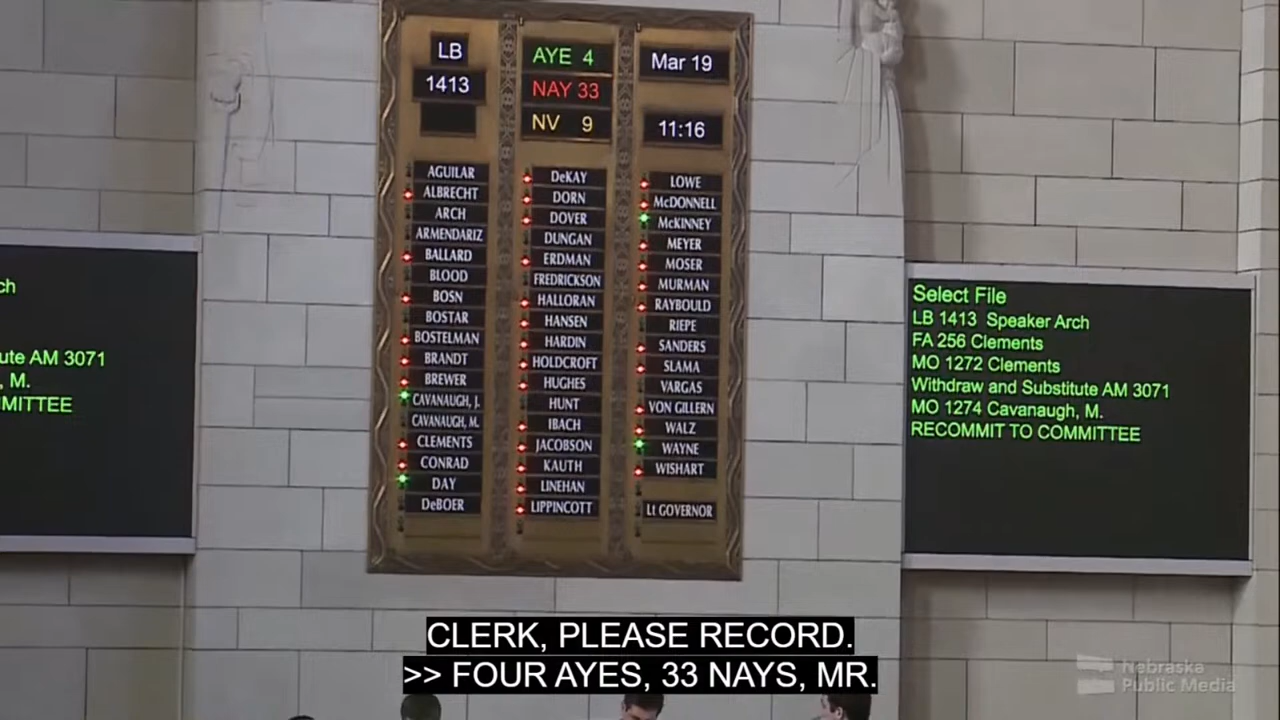 LB
1413
AYE 4
NAY 33
NV 9
Mar 19
11:16
AGUILAR
ALBRECHT
ARCH
ARMENDARIZ
BALLARD
BLOOD
BOSN
BOSTAR
BOSTELMAN
BRANDT
BREWER
CAVANAUGH, J.
CAVANAUGH, M.
CLEMENTS
CONRAD
DAY
DeBOER
DeKAY
DORN
DOVER
DUNGAN
ERDMAN
FREDRICKSON
HALLORAN
HANSEN
HARDIN
HOLDCROFT
HUGHES
HUNT
IBACH
JACOBSON
KAUTH
LINEHAN
LIPPINCOTT
LOWE
McDONNELL
McKINNEY
MEYER
MOSER
MURMAN
RAYBOULD
RIEPE
SANDERS
SLAMA
VARGAS
VON GILLERN
WALZ
WAYNE
WISHART
Lt GOVERNOR
ch
ute AM 3071
, M.
MITTEE
Select File
LB 1413 Speaker Arch
FA 256 Clements
MO 1272 Clements
Withdraw and Substitute AM 3071
MO 1274 Cavanaugh, M.
RECOMMIT TO COMMITTEE
CLERK, PLEASE RECORD.
>> FOUR AYES, 33 NAYS, MR.
Nebraska
Public Media